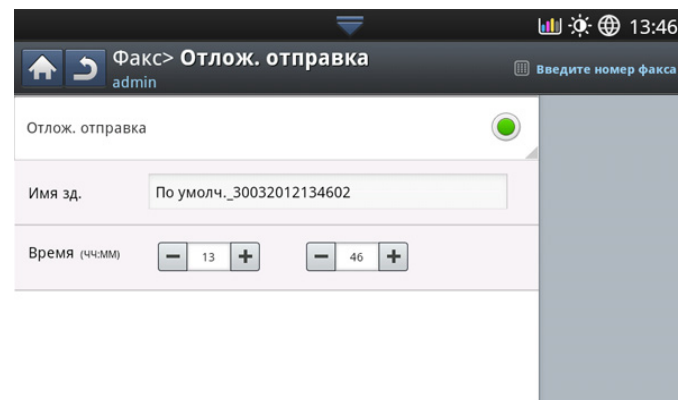 13:46
Факс> Отлож. отправка
admin
Введите номер факса
Отлож. отправка
Имя зд.
По умолч._30032012134602
Время (чч:мм)
13
46